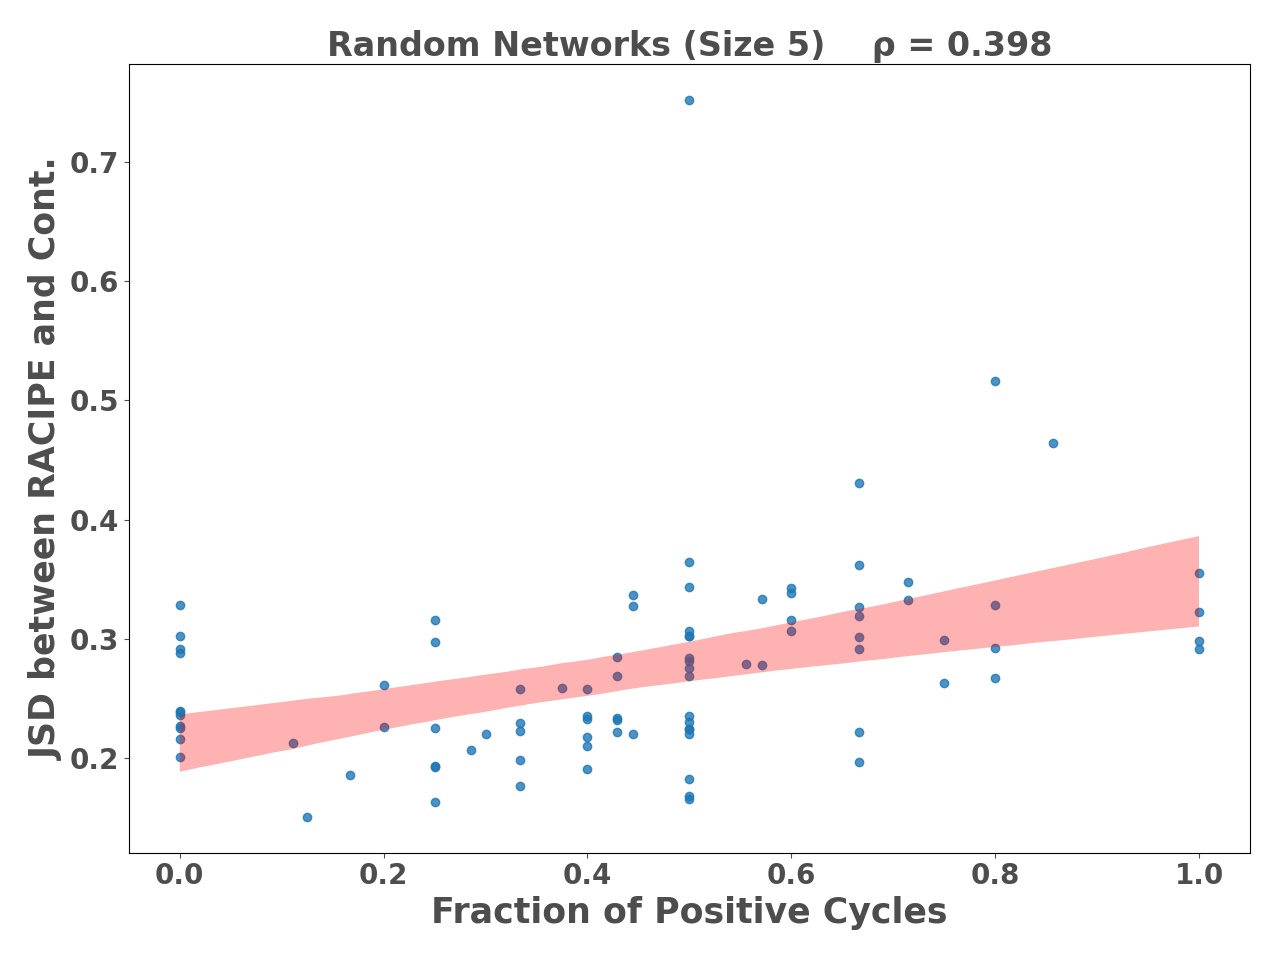 Random Networks (Size 5) ρ = 0.398
JSD between RACIPE and Cont.
0.7
0.6
0.5
0.4
0.3
0.2
0.0 0.2 0.4 0.6 0.8 1.0
Fraction of Positive Cycles